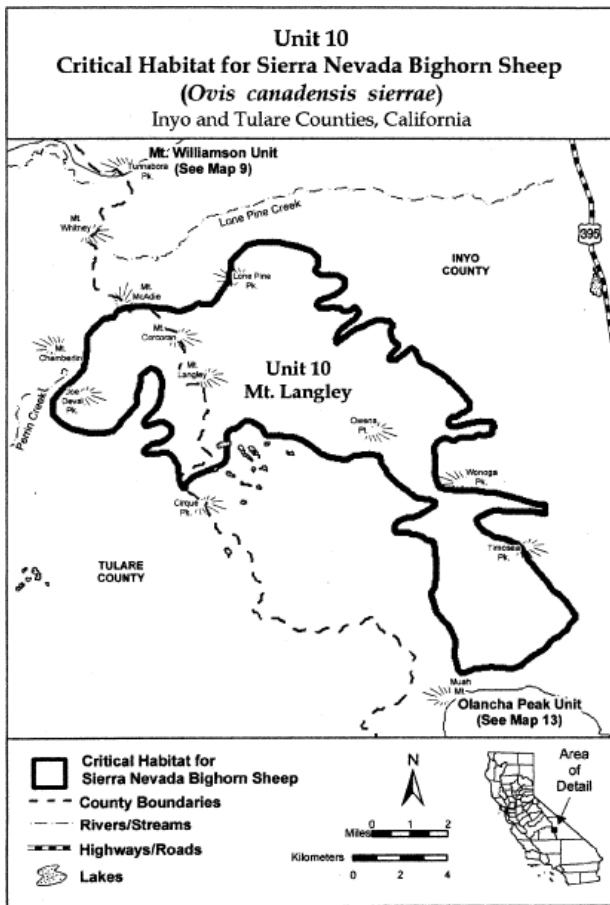 Unit 10
Critical Habitat for Sierra Nevada Bighorn Sheep
(Ovis canadensis sierrae)
Inyo and Tulare Counties, California
Mt. Williamson Unit
(See Map 9)
Tunnabora
Pk.
Mt.
Whitney
Lone Pine Creek
395
INYO
COUNTY
Lone Pine
Pk.
Mt.
McAdie
Mt.
Corcoran
Mt.
Chamberlin
Mt.
Langley
Unit 10
Mt. Langley
Joe
Devel
Pk.
Perrin Creek
Owens
Pt.
Wonoga
Pk.
Cirque
Pk.
Timosea
Pk.
TULARE
COUNTY
Muah
Mt.
Olancha Peak Unit
(See Map 13)
Critical Habitat for
Sierra Nevada Bighorn Sheep
County Boundaries
Rivers/Streams
Highways/Roads
Lakes
N
0 1 2
Miles
Kilometers
0 2 4
Area
of
Detail